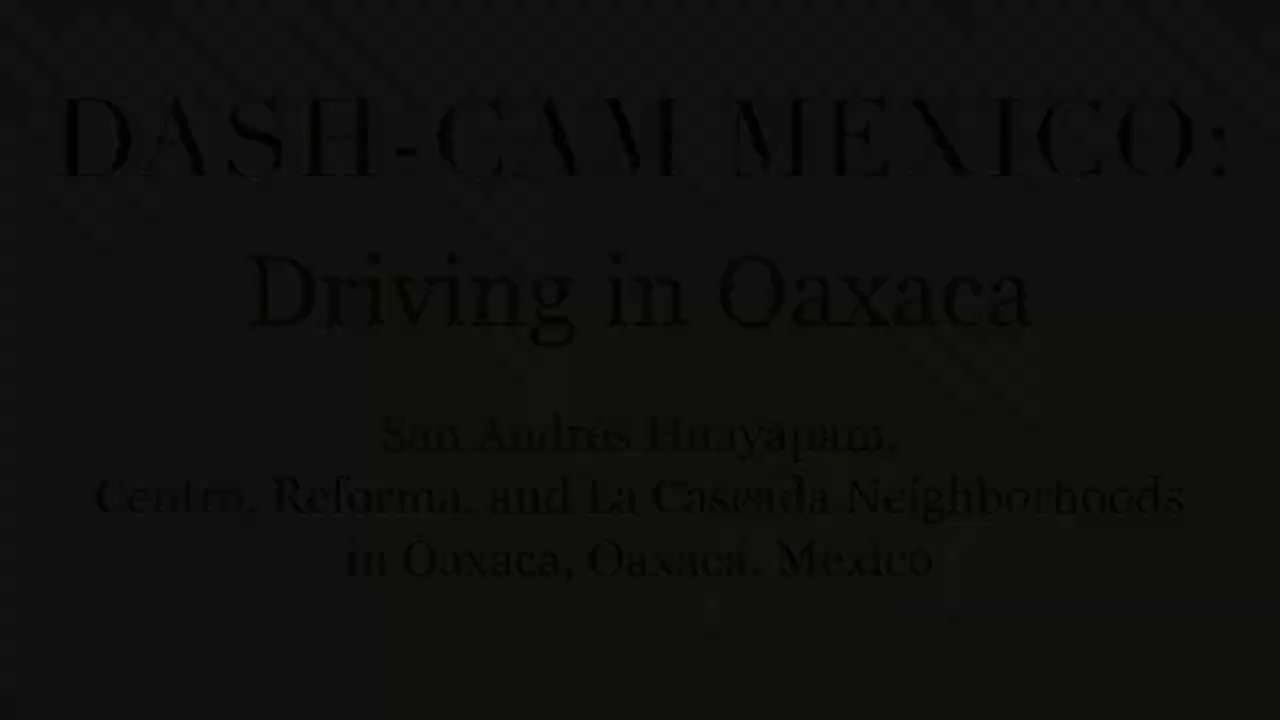 DASH-CAM MEXICO:
Driving in Oaxaca
San Andrés Huayapam,
Centro, Reforma, and La Cascada Neighborhoods
in Oaxaca, Oaxaca, Mexico